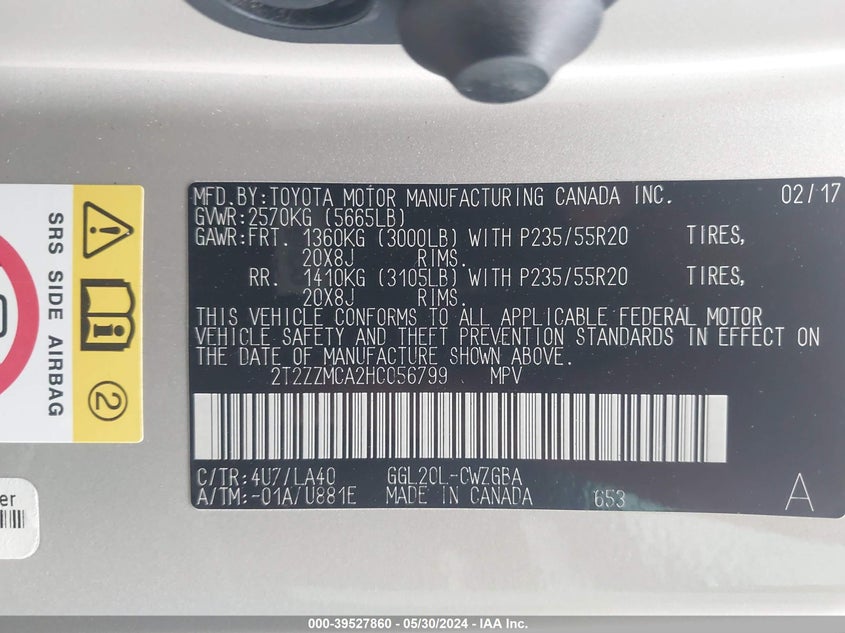 MFD.BY:TOYOTA MOTOR MANUFACTURING CANADA INC. 02/17
GVWR:2570KG (5665LB)
GAWR:FRT. 1360KG (3000LB) WITH P235/55R20 TIRES,
20X8J RIMS.
RR. 1410KG (3105LB) WITH P235/55R20 TIRES,
20X8J RIMS.
THIS VEHICLE CONFORMS TO ALL APPLICABLE FEDERAL MOTOR
VEHICLE SAFETY AND THEFT PREVENTION STANDARDS IN EFFECT ON
THE DATE OF MANUFACTURE SHOWN ABOVE.
2T2ZZMCA2HC056799 MPV
C/TR:4U7/LA40 GGL20L-CWZGBA
A/TM:-01A/U881E MADE IN CANADA 653 A
SRS SIDE AIRBAG
2
er
000-39527860 - 05/30/2024 - IAA Inc.